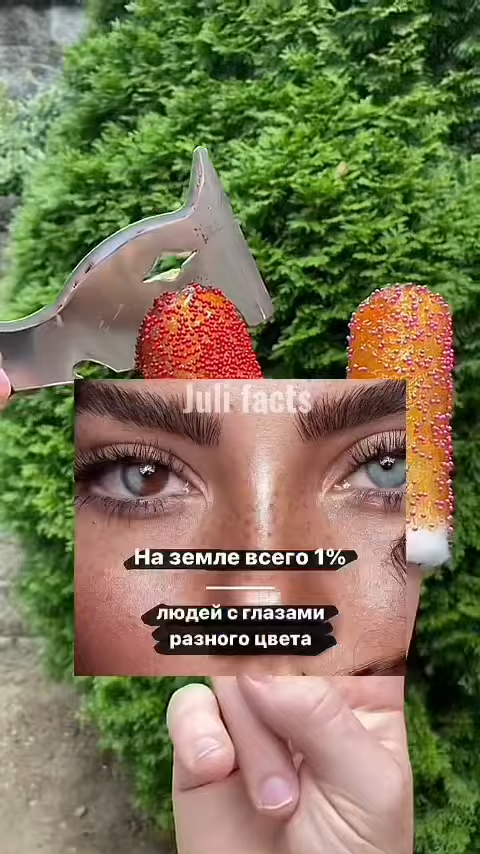 Juli facts
На земле всего 1%
людей с глазами
разного цвета